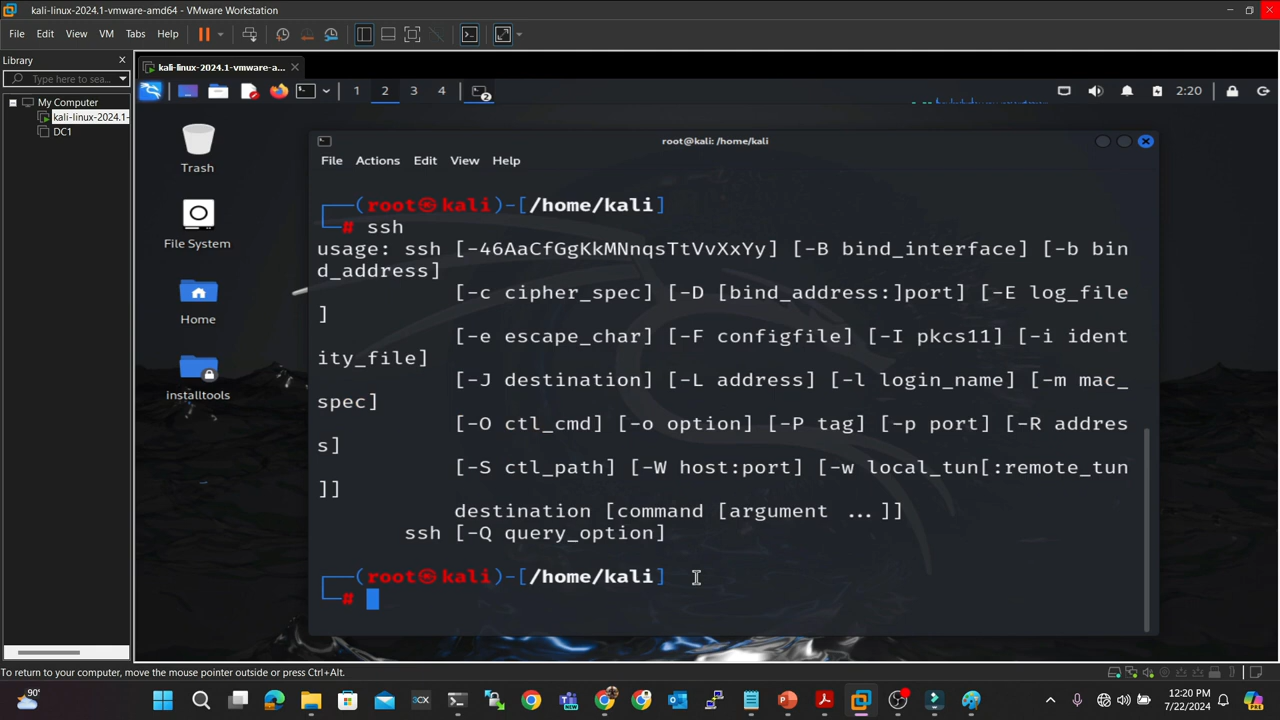 kali-linux-2024.1-vmware-amd64 - VMware Workstation
File Edit View VM Tabs Help
Library
Type here to sea...
My Computer
kali-linux-2024.1-
DC1
kali-linux-2024.1-vmware-a...
1 2 3 4
2
2:20
Trash
File System
Home
installtools
root@kali: /home/kali
File Actions Edit View Help
┌──(root㉿kali)-[/home/kali]
└─# ssh
usage: ssh [-46AaCfGgKkMNnqsTtVvXxYy] [-B bind_interface] [-b bin
d_address]
[-c cipher_spec] [-D [bind_address:]port] [-E log_file
]
[-e escape_char] [-F configfile] [-I pkcs11] [-i ident
ity_file]
[-J destination] [-L address] [-l login_name] [-m mac_
spec]
[-O ctl_cmd] [-o option] [-P tag] [-p port] [-R addres
s]
[-S ctl_path] [-W host:port] [-w local_tun[:remote_tun
]]
destination [command [argument ...]]
ssh [-Q query_option]
┌──(root㉿kali)-[/home/kali]
└─#
To return to your computer, move the mouse pointer outside or press Ctrl+Alt.
90°
12:20 PM
7/22/2024